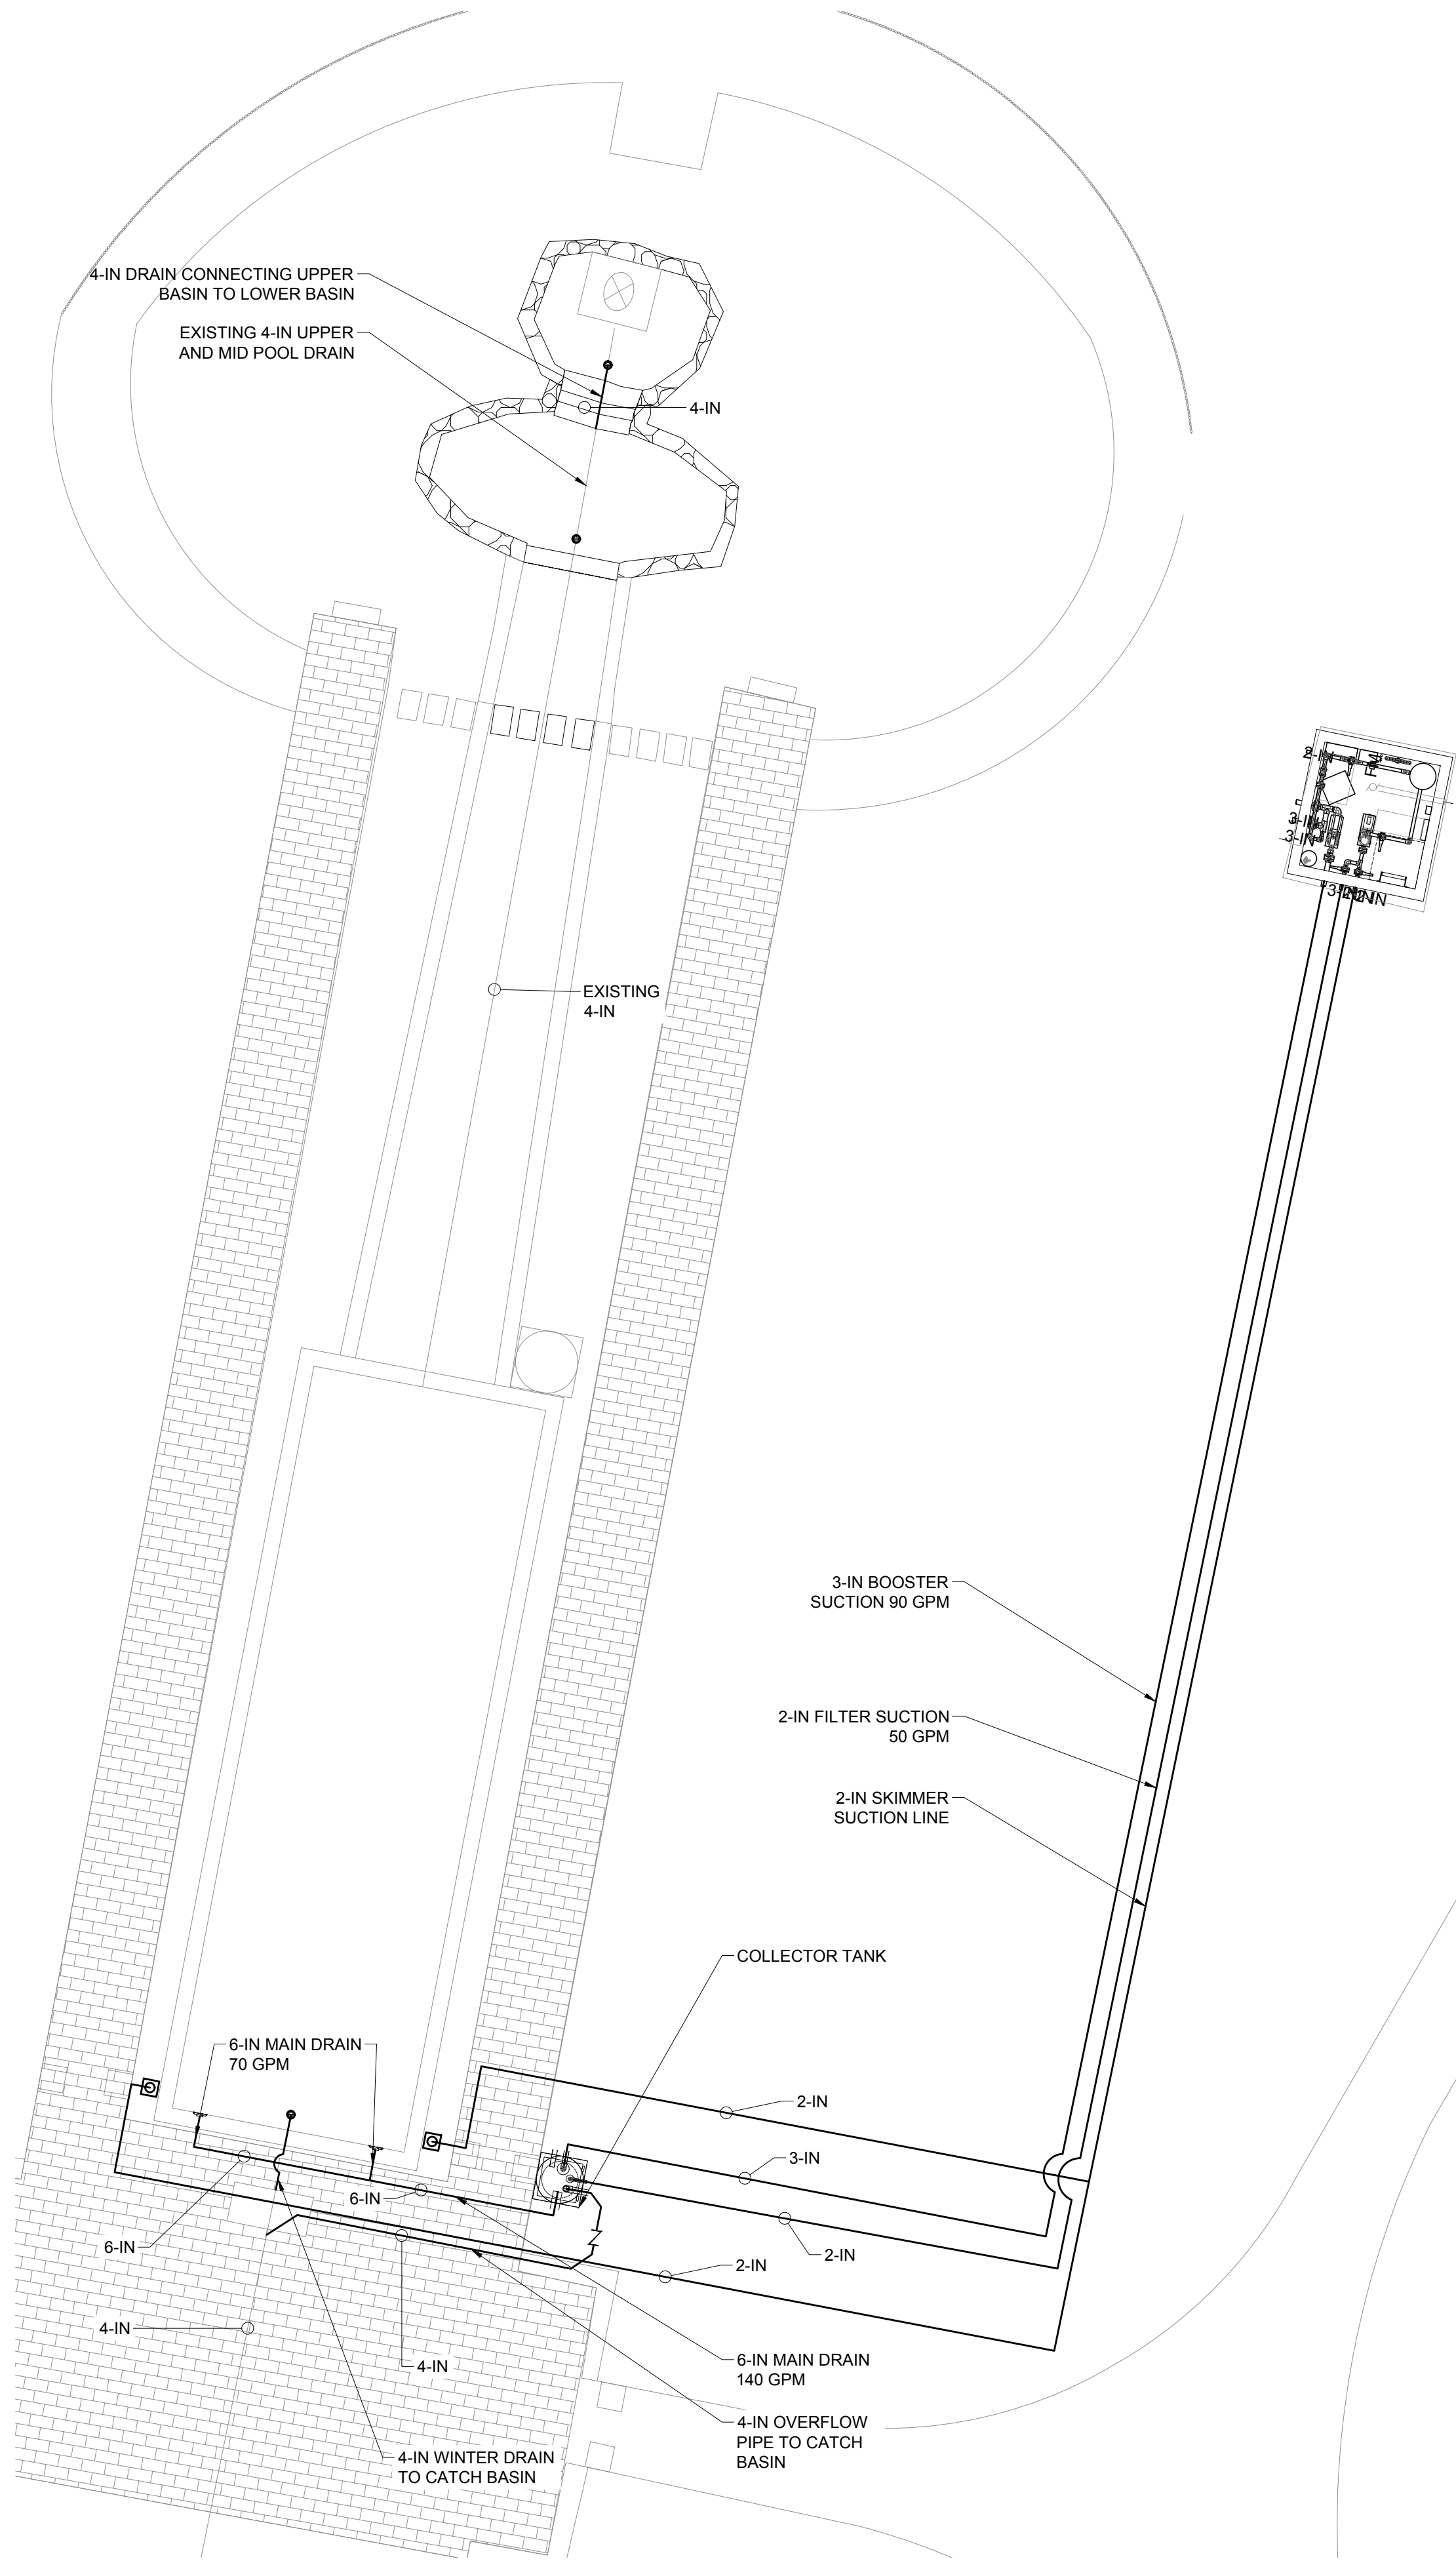 4-IN DRAIN CONNECTING UPPER
BASIN TO LOWER BASIN
EXISTING 4-IN UPPER
AND MID POOL DRAIN
4-IN
3-IN
EXISTING
4-IN
3-IN BOOSTER
SUCTION 90 GPM
2-IN FILTER SUCTION
50 GPM
2-IN SKIMMER
SUCTION LINE
COLLECTOR TANK
6-IN MAIN DRAIN
70 GPM
2-IN
3-IN
6-IN
2-IN
6-IN
2-IN
4-IN
4-IN
6-IN MAIN DRAIN
140 GPM
4-IN OVERFLOW
PIPE TO CATCH
BASIN
4-IN WINTER DRAIN
TO CATCH BASIN